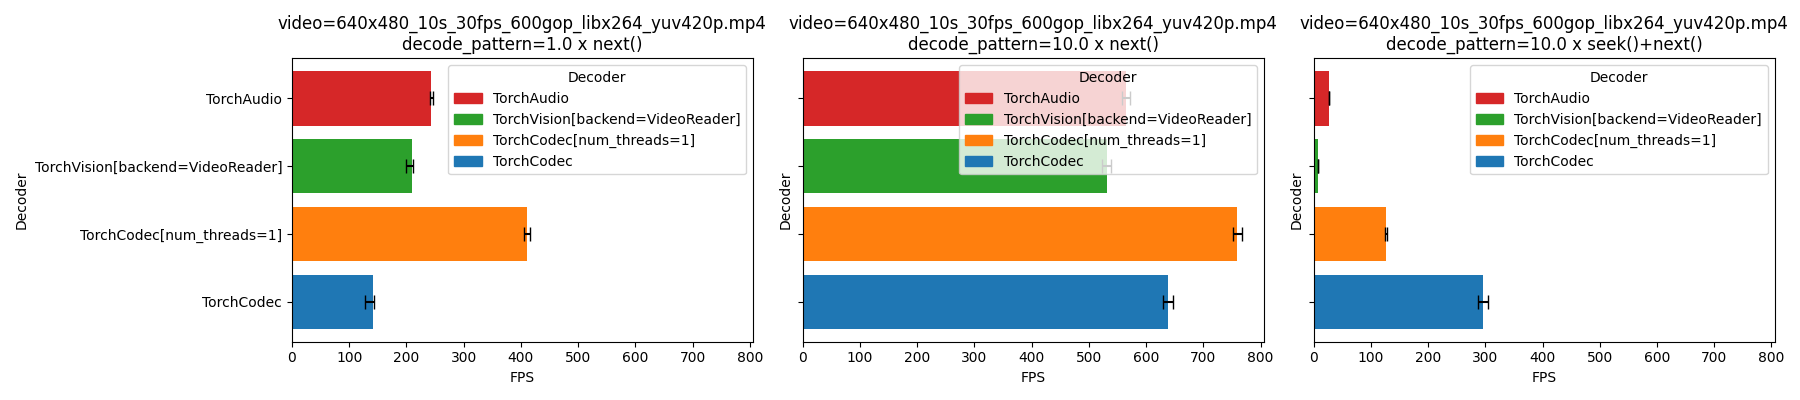 video=640x480_10s_30fps_600gop_libx264_yuv420p.mp4
decode_pattern=1.0 x next()
Decoder
TorchAudio
TorchVision[backend=VideoReader]
TorchCodec[num_threads=1]
TorchCodec
Decoder
TorchAudio
TorchVision[backend=VideoReader]
TorchCodec[num_threads=1]
TorchCodec
0 100 200 300 400 500 600 700 800
FPS
video=640x480_10s_30fps_600gop_libx264_yuv420p.mp4
decode_pattern=10.0 x next()
Decoder
Decoder
TorchAudio
TorchVision[backend=VideoReader]
TorchCodec[num_threads=1]
TorchCodec
0 100 200 300 400 500 600 700 800
FPS
video=640x480_10s_30fps_600gop_libx264_yuv420p.mp4
decode_pattern=10.0 x seek()+next()
Decoder
Decoder
TorchAudio
TorchVision[backend=VideoReader]
TorchCodec[num_threads=1]
TorchCodec
0 100 200 300 400 500 600 700 800
FPS